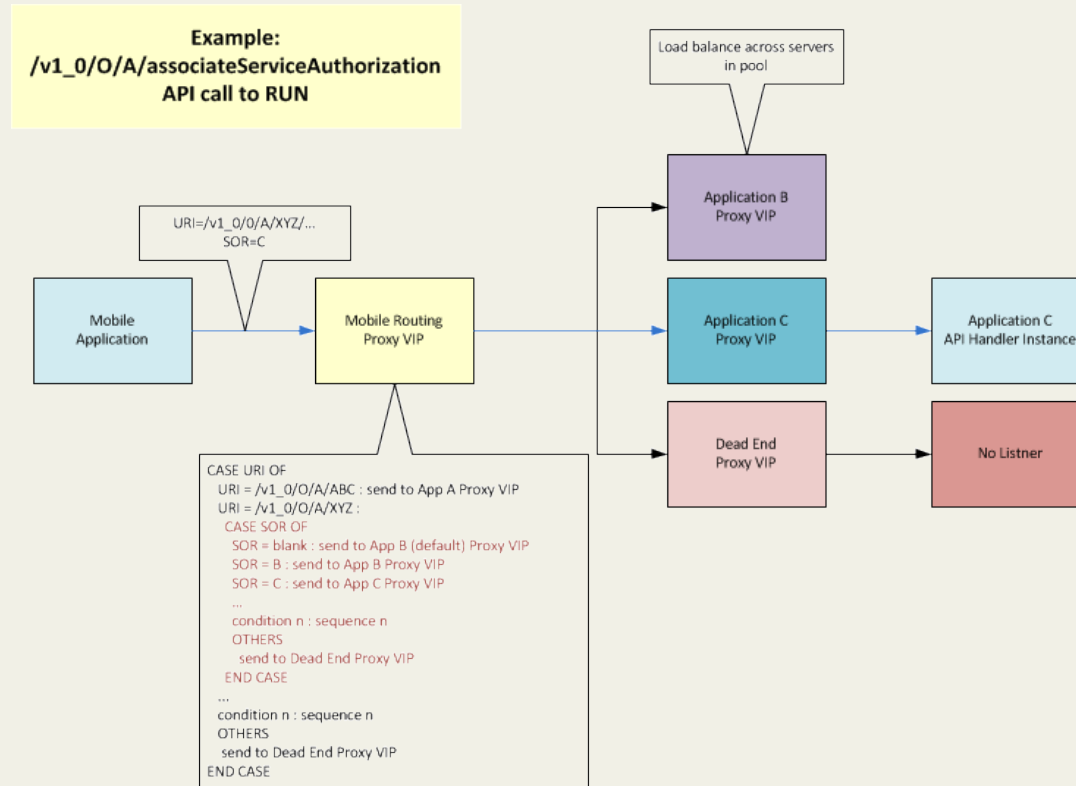 Example:
/v1_0/O/A/associateServiceAuthorization
API call to RUN
Load balance across servers
in pool
URI=/v1_0/0/A/XYZ/...
SOR=C
Mobile
Application
Mobile Routing
Proxy VIP
Application B
Proxy VIP
Application C
Proxy VIP
Application C
API Handler Instance
Dead End
Proxy VIP
No Listner
CASE URI OF
URI = /v1_0/O/A/ABC : send to App A Proxy VIP
URI = /v1_0/O/A/XYZ :
CASE SOR OF
SOR = blank : send to App B (default) Proxy VIP
SOR = B : send to App B Proxy VIP
SOR = C : send to App C Proxy VIP
...
condition n : sequence n
OTHERS
send to Dead End Proxy VIP
END CASE
...
condition n : sequence n
OTHERS
send to Dead End Proxy VIP
END CASE